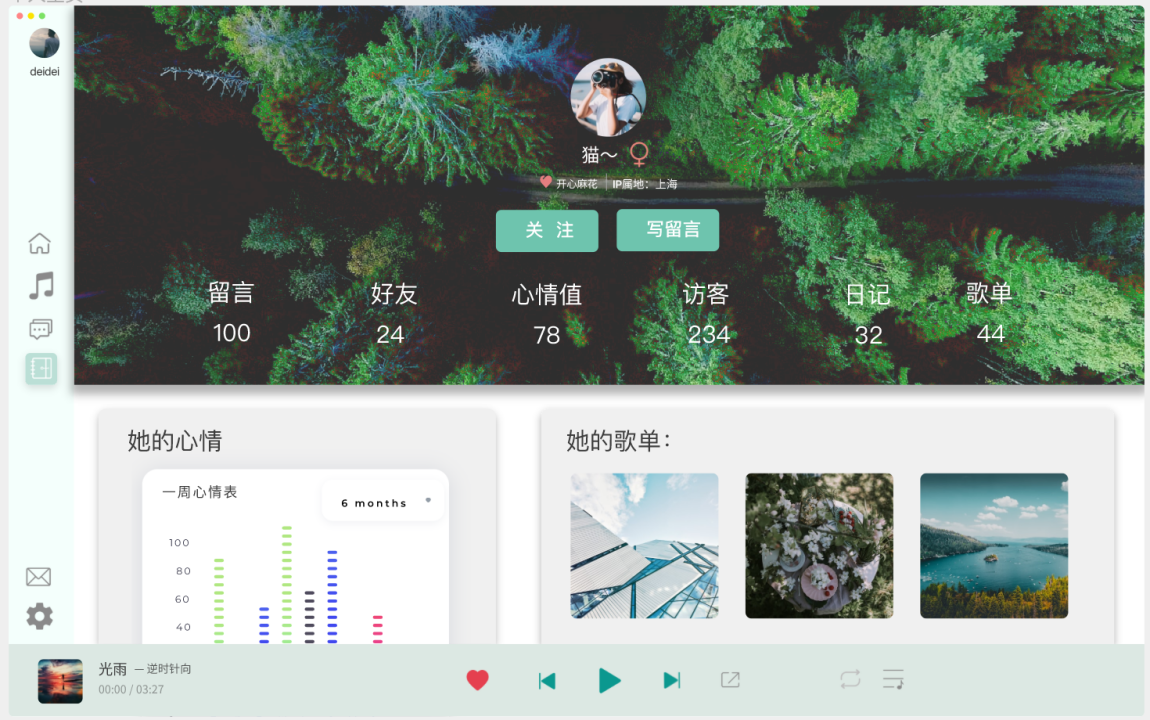 deidei
猫～
开心麻花 IP属地：上海
关 注 写留言
留言 好友 心情值 访客 日记 歌单
100 24 78 234 32 44
她的心情
一周心情表
6 months
100
80
60
40
她的歌单：
光雨 — 逆时针向
00:00 / 03:27